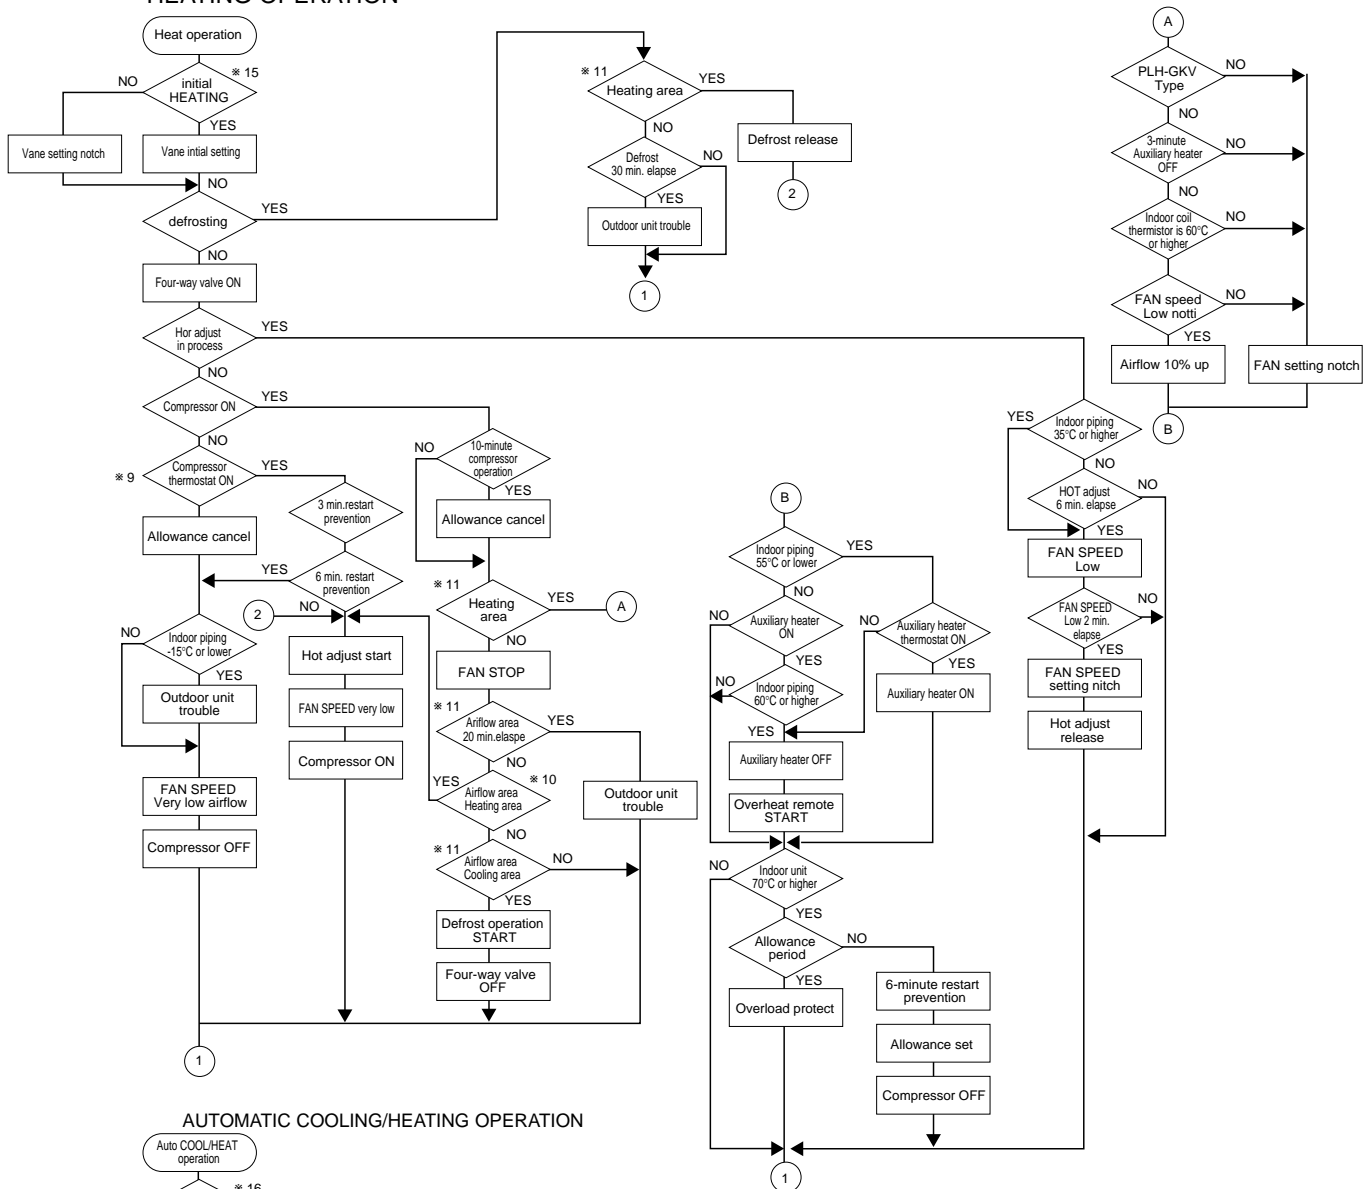 HEATING OPERATION
Heat operation
※ 15
initial
HEATING
NO
YES
Vane setting notch
Vane intial setting
NO
defrosting
YES
NO
Four-way valve ON
Hor adjust
in process
YES
NO
Compressor ON
YES
NO
※ 9
Compressor
thermostat ON
YES
Allowance cancel
3 min.restart
prevention
YES
6 min. restart
prevention
2
NO
NO
Indoor piping
-15°C or lower
YES
Outdoor unit
trouble
FAN SPEED
Very low airflow
Compressor OFF
1
Hot adjust start
FAN SPEED very low
Compressor ON
NO
10-minute
compressor
operation
YES
Allowance cancel
※ 11
Heating
area
YES
A
NO
FAN STOP
※ 11
Ariflow area
20 min.elaspe
YES
NO
YES
※ 10
Airflow area
Heating area
Outdoor unit
trouble
NO
※ 11
Airflow area
Cooling area
NO
YES
Defrost operation
START
Four-way valve
OFF
※ 11
Heating area
YES
NO
Defrost release
2
Defrost
30 min. elapse
NO
YES
Outdoor unit trouble
1
B
Indoor piping
55°C or lower
YES
NO
NO
Auxiliary heater
ON
YES
NO
Auxiliary heater
thermostat ON
YES
Auxiliary heater ON
NO
Indoor piping
60°C or higher
YES
Auxiliary heater OFF
Overheat remote
START
NO
Indoor unit
70°C or higher
YES
Allowance
period
NO
YES
Overload protect
6-minute restart
prevention
Allowance set
Compressor OFF
1
A
PLH-GKV
Type
NO
NO
3-minute
Auxiliary heater
OFF
NO
NO
Indoor coil
thermistor is 60°C
or higher
NO
FAN speed
Low notti
NO
YES
Airflow 10% up
FAN setting notch
B
YES
Indoor piping
35°C or higher
NO
HOT adjust
6 min. elapse
NO
YES
FAN SPEED
Low
FAN SPEED
Low 2 min.
elapse
NO
YES
FAN SPEED
setting nitch
Hot adjust
release
AUTOMATIC COOLING/HEATING OPERATION
Auto COOL/HEAT
operation
※ 16